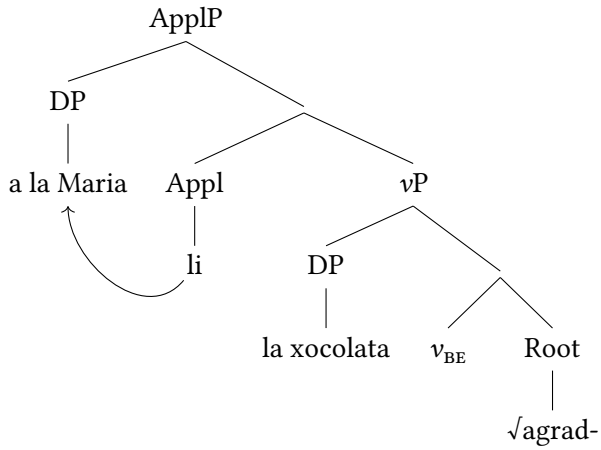 ApplP
DP
a la Maria Appl vP
li DP
la xocolata vBE Root
√agrad-